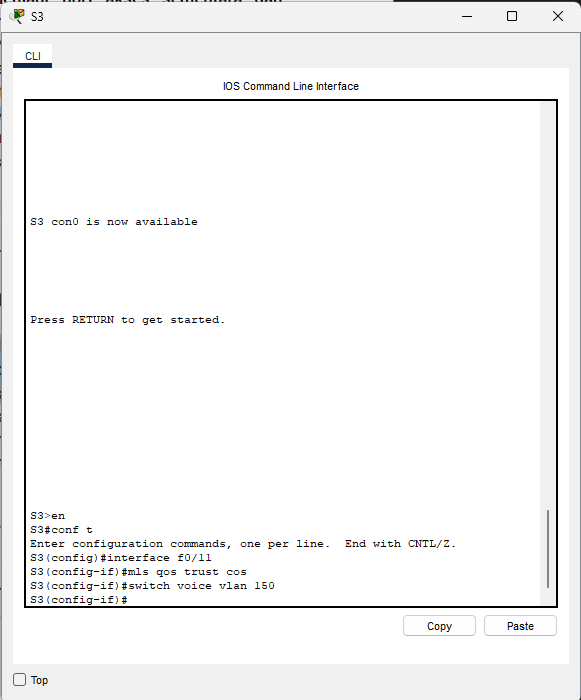 S3
CLI
IOS Command Line Interface
S3 con0 is now available
Press RETURN to get started.
S3>en
S3#conf t
Enter configuration commands, one per line.  End with CNTL/Z.
S3(config)#interface f0/11
S3(config-if)#mls qos trust cos
S3(config-if)#switch voice vlan 150
S3(config-if)#
Copy
Paste
Top